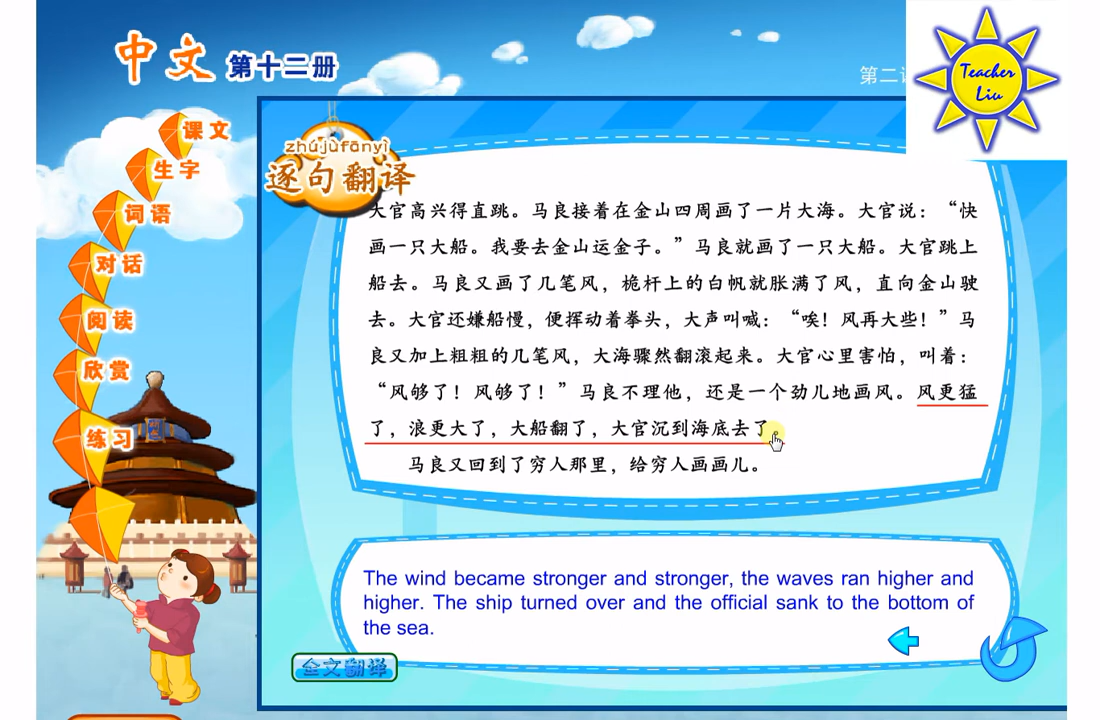 中文 第十二册
第二课
Teacher
Liu
课文
生字
词语
对话
阅读
欣赏
练习
zhújùfānyì
逐句翻译
大官高兴得直跳。马良接着在金山四周画了一片大海。大官说：“快
画一只大船。我要去金山运金子。”马良就画了一只大船。大官跳上
船去。马良又画了几笔风，桅杆上的白帆就胀满了风，直向金山驶
去。大官还嫌船慢，便挥动着拳头，大声叫喊：“唉！风再大些！”马
良又加上粗粗的几笔风，大海骤然翻滚起来。大官心里害怕，叫着：
“风够了！风够了！”马良不理他，还是一个劲儿地画风。风更猛
了，浪更大了，大船翻了，大官沉到海底去了。
马良又回到了穷人那里，给穷人画画儿。
The wind became stronger and stronger, the waves ran higher and
higher. The ship turned over and the official sank to the bottom of
the sea.
全文翻译